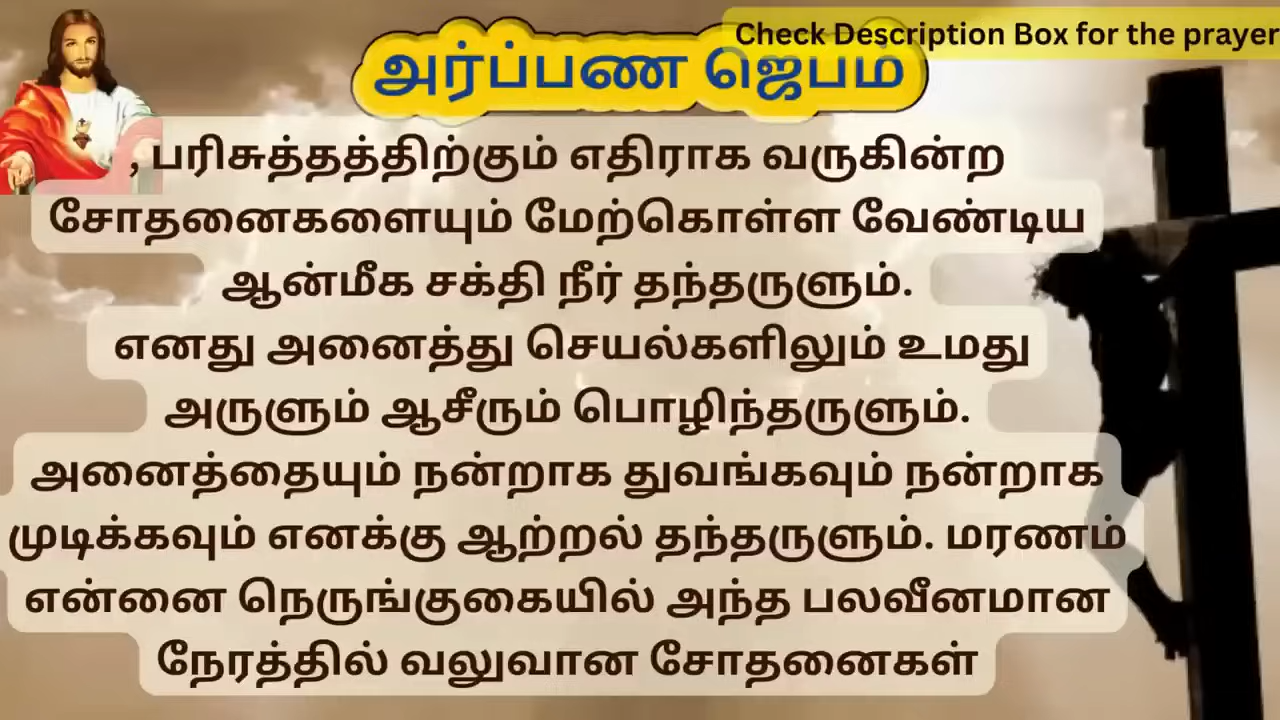 Check Description Box for the prayer
அர்ப்பண ஜெபம்
, பரிசுத்தத்திற்கும் எதிராக வருகின்ற
சோதனைகளையும் மேற்கொள்ள வேண்டிய
ஆன்மீக சக்தி நீர் தந்தருளும்.
எனது அனைத்து செயல்களிலும் உமது
அருளும் ஆசீரும் பொழிந்தருளும்.
அனைத்தையும் நன்றாக துவங்கவும் நன்றாக
முடிக்கவும் எனக்கு ஆற்றல் தந்தருளும். மரணம்
என்னை நெருங்குகையில் அந்த பலவீனமான
நேரத்தில் வலுவான சோதனைகள்